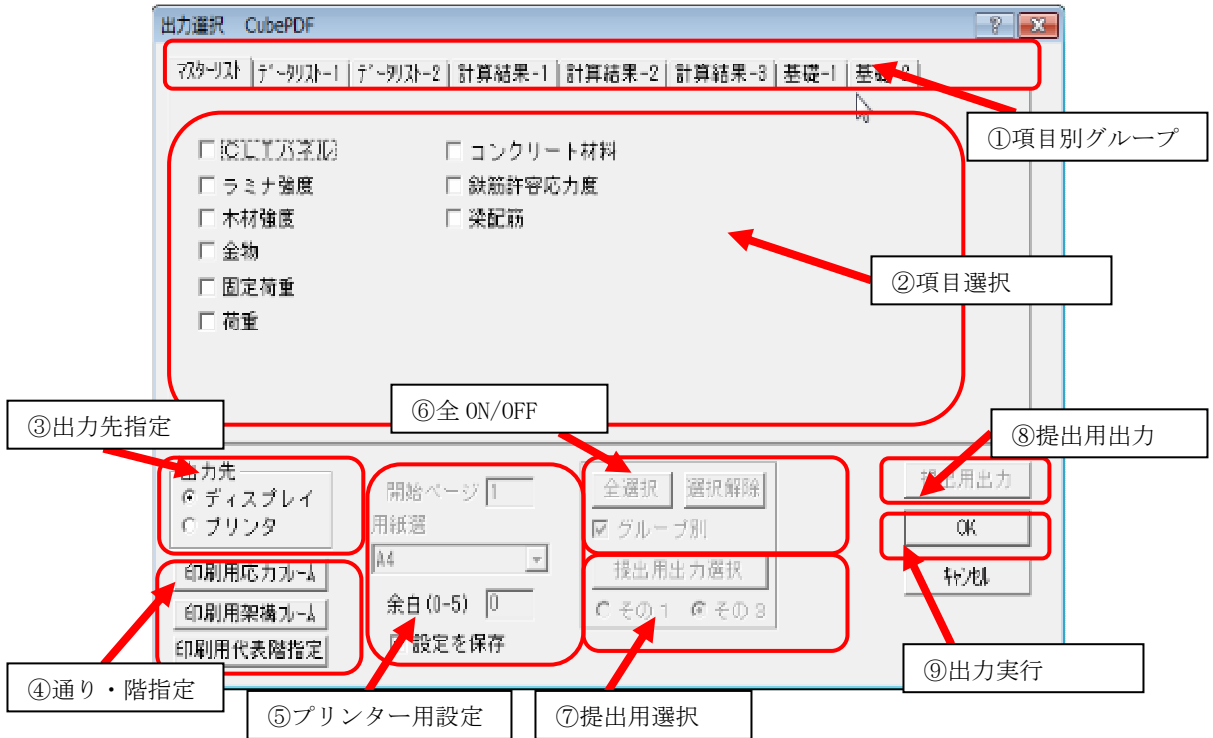 出力選択 CubePDF
マスターリスト データリスト-1 データリスト-2 計算結果-1 計算結果-2 計算結果-3 基礎-1 基礎-2
①項目別グループ
CLTパネル コンクリート材料
ラミナ強度 鉄筋許容応力度
木材強度 梁配筋
金物
②項目選択
固定荷重
荷重
⑥全 ON/OFF
③出力先指定
⑧提出用出力
出力先
ディスプレイ
プリンタ
開始ページ 1
用紙選
A4
余白(0-5) 0
設定を保存
全選択 選択解除
グループ別
提出用出力選択
その1 その3
提出用出力
OK
キャンセル
印刷用応力フレーム
印刷用架構フレーム
印刷用代表階指定
④通り・階指定
⑤プリンター用設定
⑦提出用選択
⑨出力実行